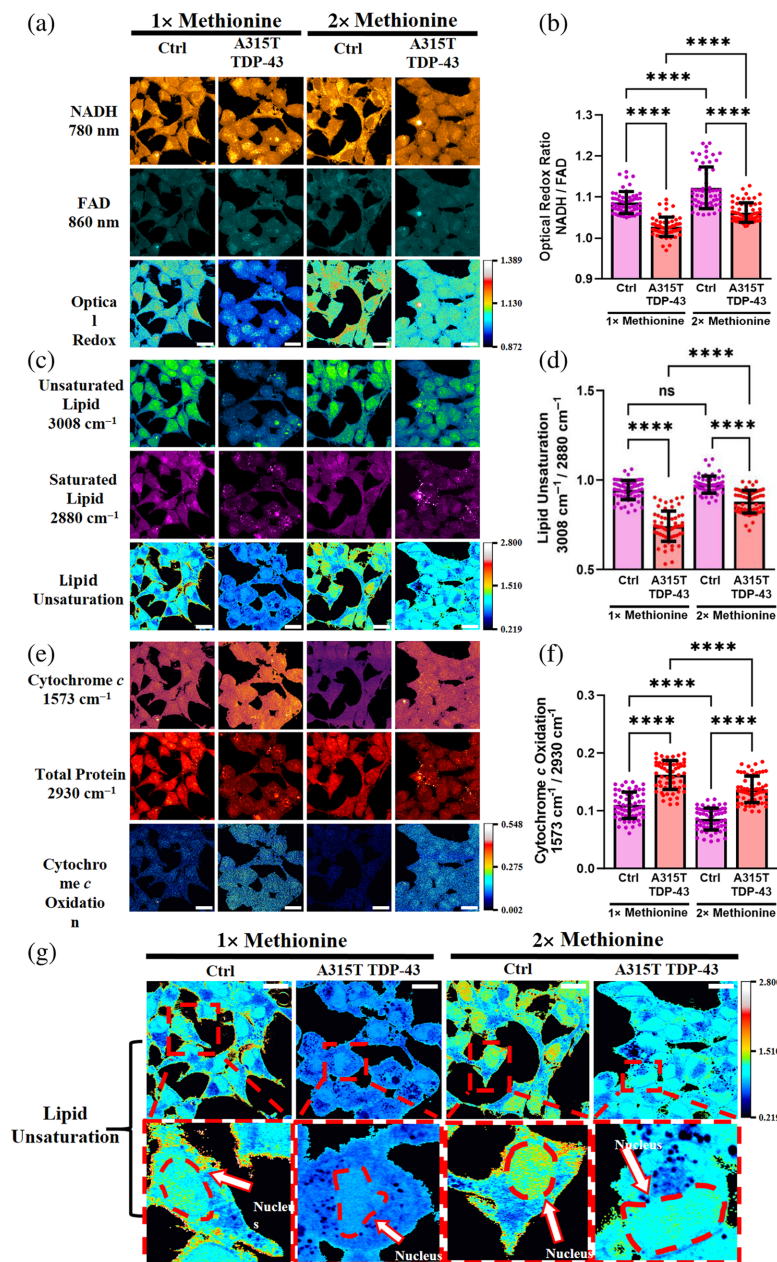 (a)
1× Methionine
2× Methionine
Ctrl
A315T
TDP-43
Ctrl
A315T
TDP-43
NADH
780 nm
FAD
860 nm
Optica
l
Redox
1.389
1.130
0.872
(b)
Optical Redox Ratio
NADH / FAD
1.3
1.2
1.1
1.0
0.9
****
****
****
****
Ctrl
A315T
TDP-43
Ctrl
A315T
TDP-43
1× Methionine
2× Methionine
(c)
Unsaturated
Lipid
3008 cm⁻¹
Saturated
Lipid
2880 cm⁻¹
Lipid
Unsaturation
2.800
1.510
0.219
(d)
Lipid Unsaturation
3008 cm⁻¹ / 2880 cm⁻¹
1.5
1.0
0.5
****
ns
****
****
Ctrl
A315T
TDP-43
Ctrl
A315T
TDP-43
1× Methionine
2× Methionine
(e)
Cytochrome c
1573 cm⁻¹
Total Protein
2930 cm⁻¹
Cytochro
me c
Oxidatio
n
0.548
0.275
0.002
(f)
Cytochrome c Oxidation
1573 cm⁻¹ / 2930 cm⁻¹
0.3
0.2
0.1
0.0
****
****
****
****
Ctrl
A315T
TDP-43
Ctrl
A315T
TDP-43
1× Methionine
2× Methionine
(g)
1× Methionine
2× Methionine
Ctrl
A315T TDP-43
Ctrl
A315T TDP-43
Lipid
Unsaturation
2.800
1.510
0.219
Nucleu
s
Nucleus
Nucleus
Nucleus